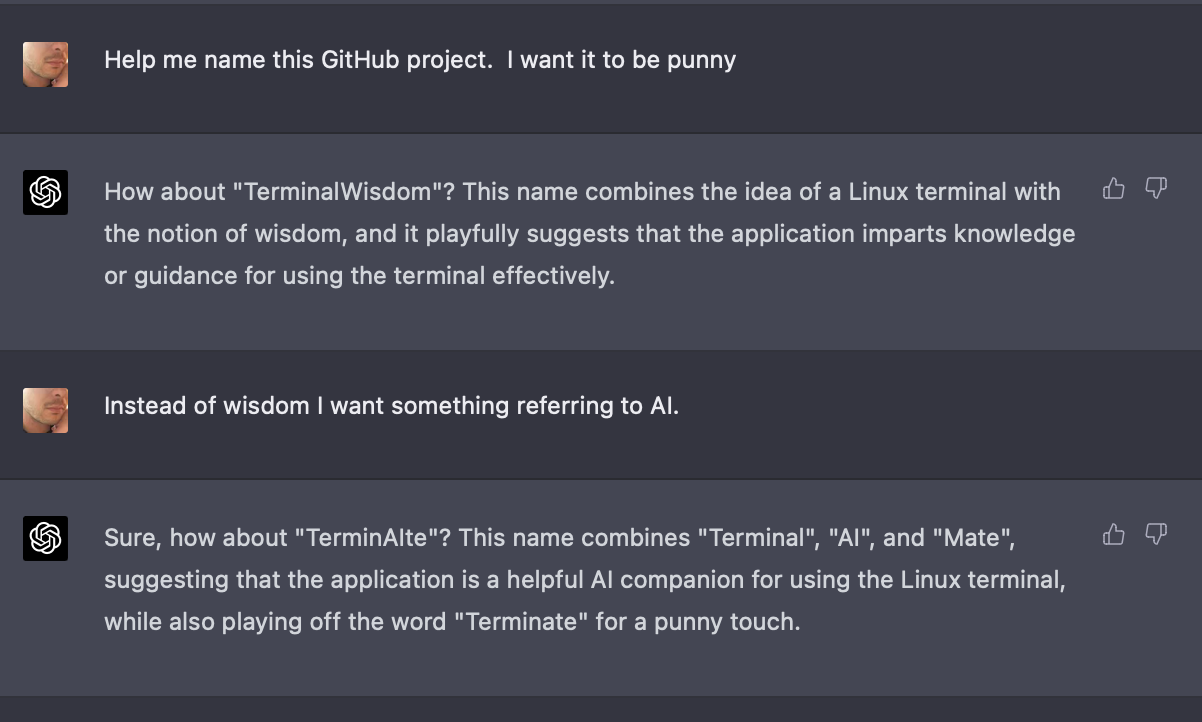 Help me name this GitHub project.  I want it to be punny
How about "TerminalWisdom"? This name combines the idea of a Linux terminal with
the notion of wisdom, and it playfully suggests that the application imparts knowledge
or guidance for using the terminal effectively.
Instead of wisdom I want something referring to AI.
Sure, how about "TerminAIte"? This name combines "Terminal", "AI", and "Mate",
suggesting that the application is a helpful AI companion for using the Linux terminal,
while also playing off the word "Terminate" for a punny touch.